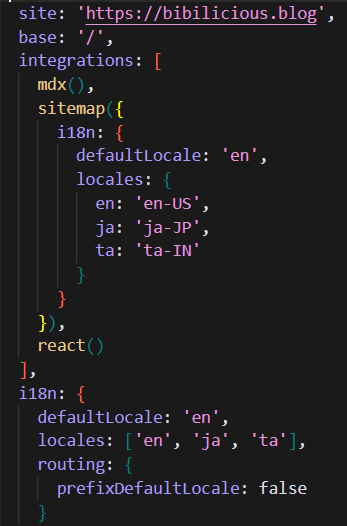 site: 'https://bibilicious.blog',
base: '/',
integrations: [
mdx(),
sitemap({
i18n: {
defaultLocale: 'en',
locales: {
en: 'en-US',
ja: 'ja-JP',
ta: 'ta-IN'
}
}
}),
react()
],
i18n: {
defaultLocale: 'en',
locales: ['en', 'ja', 'ta'],
routing: {
prefixDefaultLocale: false
}